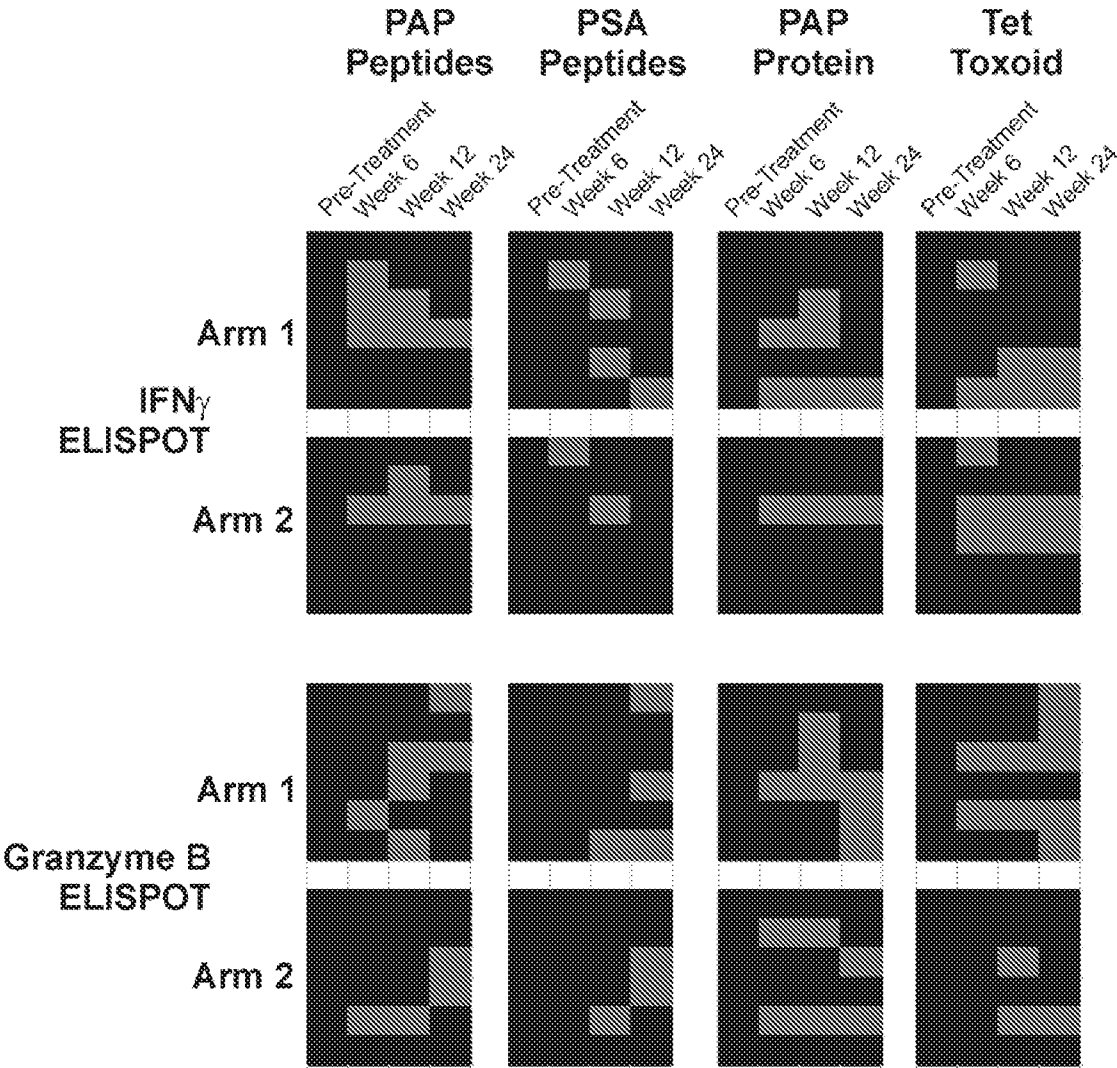 PAP
Peptides
PSA
Peptides
PAP
Protein
Tet
Toxoid
Pre-Treatment
Week 6
Week 12
Week 24
Pre-Treatment
Week 6
Week 12
Week 24
Pre-Treatment
Week 6
Week 12
Week 24
Pre-Treatment
Week 6
Week 12
Week 24
Arm 1
IFNγ
ELISPOT
Arm 2
Arm 1
Granzyme B
ELISPOT
Arm 2